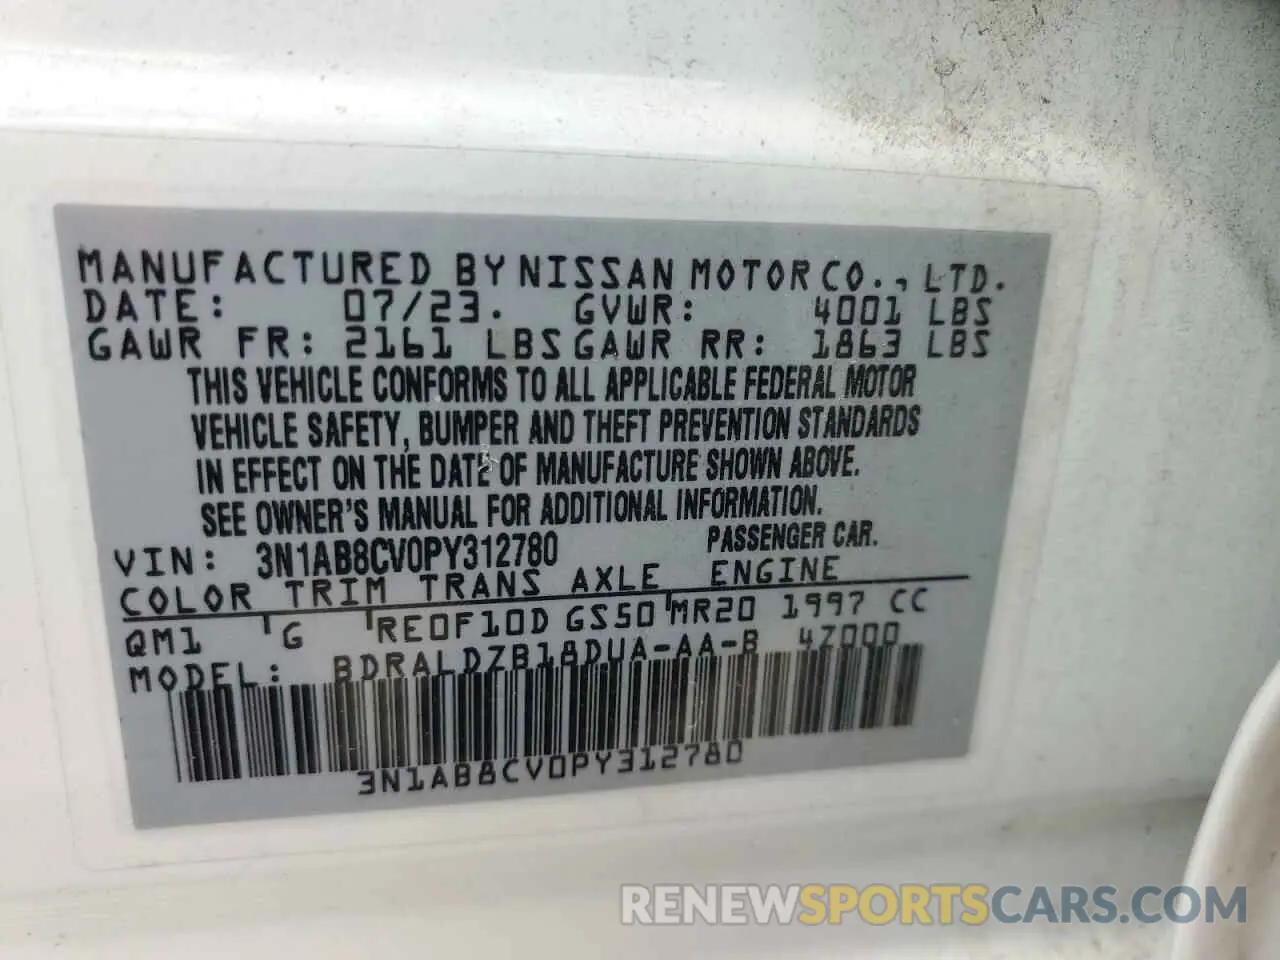 MANUFACTURED BY NISSAN MOTOR CO., LTD.
DATE: 07/23. GVWR: 4001 LBS
GAWR FR: 2161 LBS GAWR RR: 1863 LBS
THIS VEHICLE CONFORMS TO ALL APPLICABLE FEDERAL MOTOR
VEHICLE SAFETY, BUMPER AND THEFT PREVENTION STANDARDS
IN EFFECT ON THE DATE OF MANUFACTURE SHOWN ABOVE.
SEE OWNER'S MANUAL FOR ADDITIONAL INFORMATION.
VIN: 3N1AB8CV0PY312780 PASSENGER CAR.
COLOR TRIM TRANS AXLE ENGINE
QM1 G RE0F10D GS50 MR20 1997 CC
MODEL: BDRALDZB18DUA-AA-B 4Z000
3N1AB8CV0PY312780
RENEWSPORTSCARS.COM